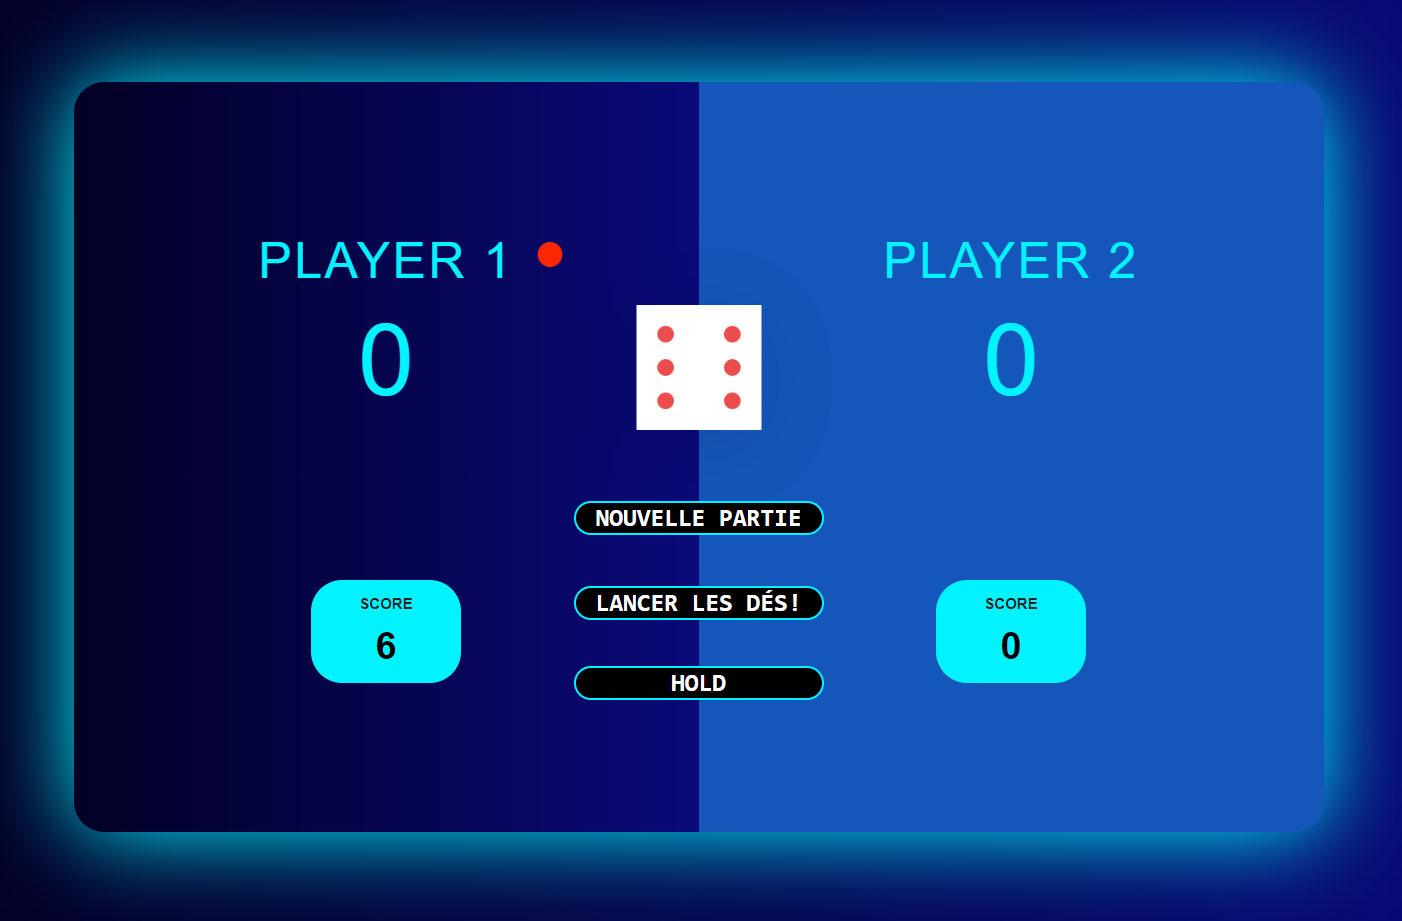 PLAYER 1
PLAYER 2
0
0
NOUVELLE PARTIE
LANCER LES DÉS!
HOLD
SCORE
6
SCORE
0